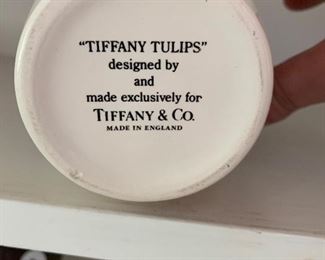 "TIFFANY TULIPS"
designed by
and
made exclusively for
TIFFANY & CO.
MADE IN ENGLAND